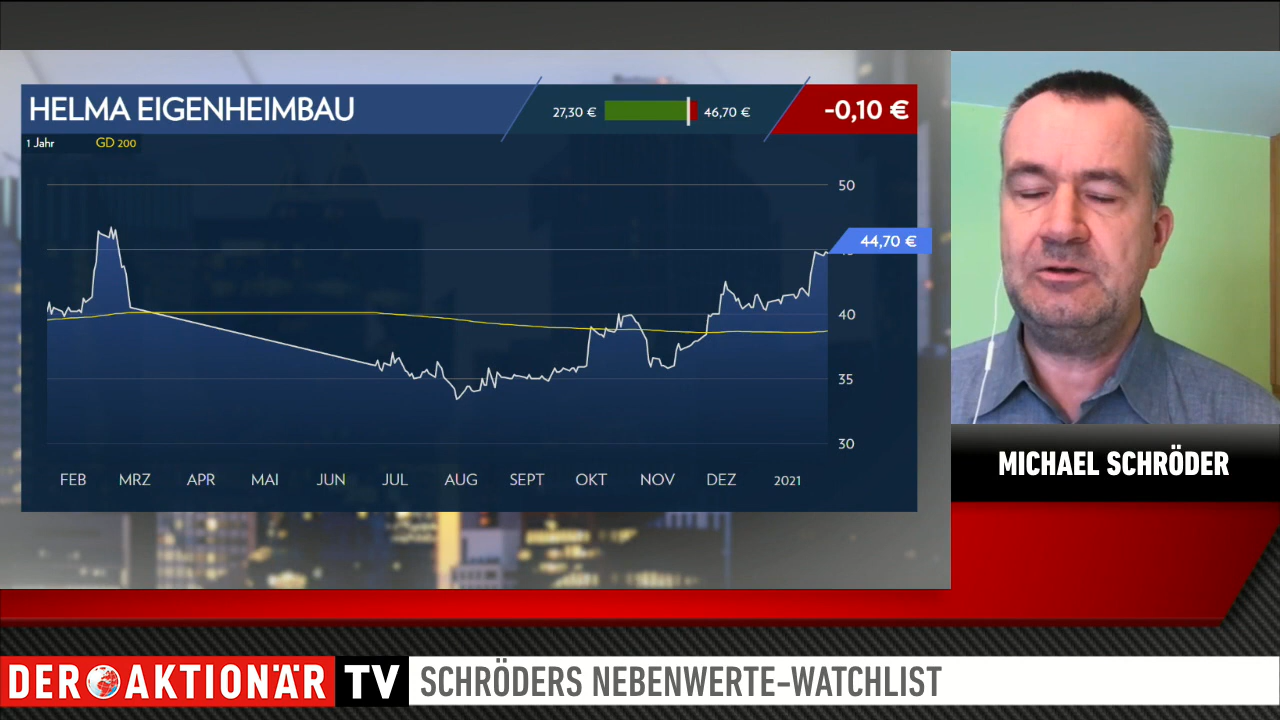 HELMA EIGENHEIMBAU
27,30 €
46,70 €
-0,10 €
1 Jahr
GD 200
50
44,70 €
40
35
30
FEB MRZ APR MAI JUN JUL AUG SEPT OKT NOV DEZ 2021
MICHAEL SCHRÖDER
DER AKTIONÄR TV
SCHRÖDERS NEBENWERTE-WATCHLIST